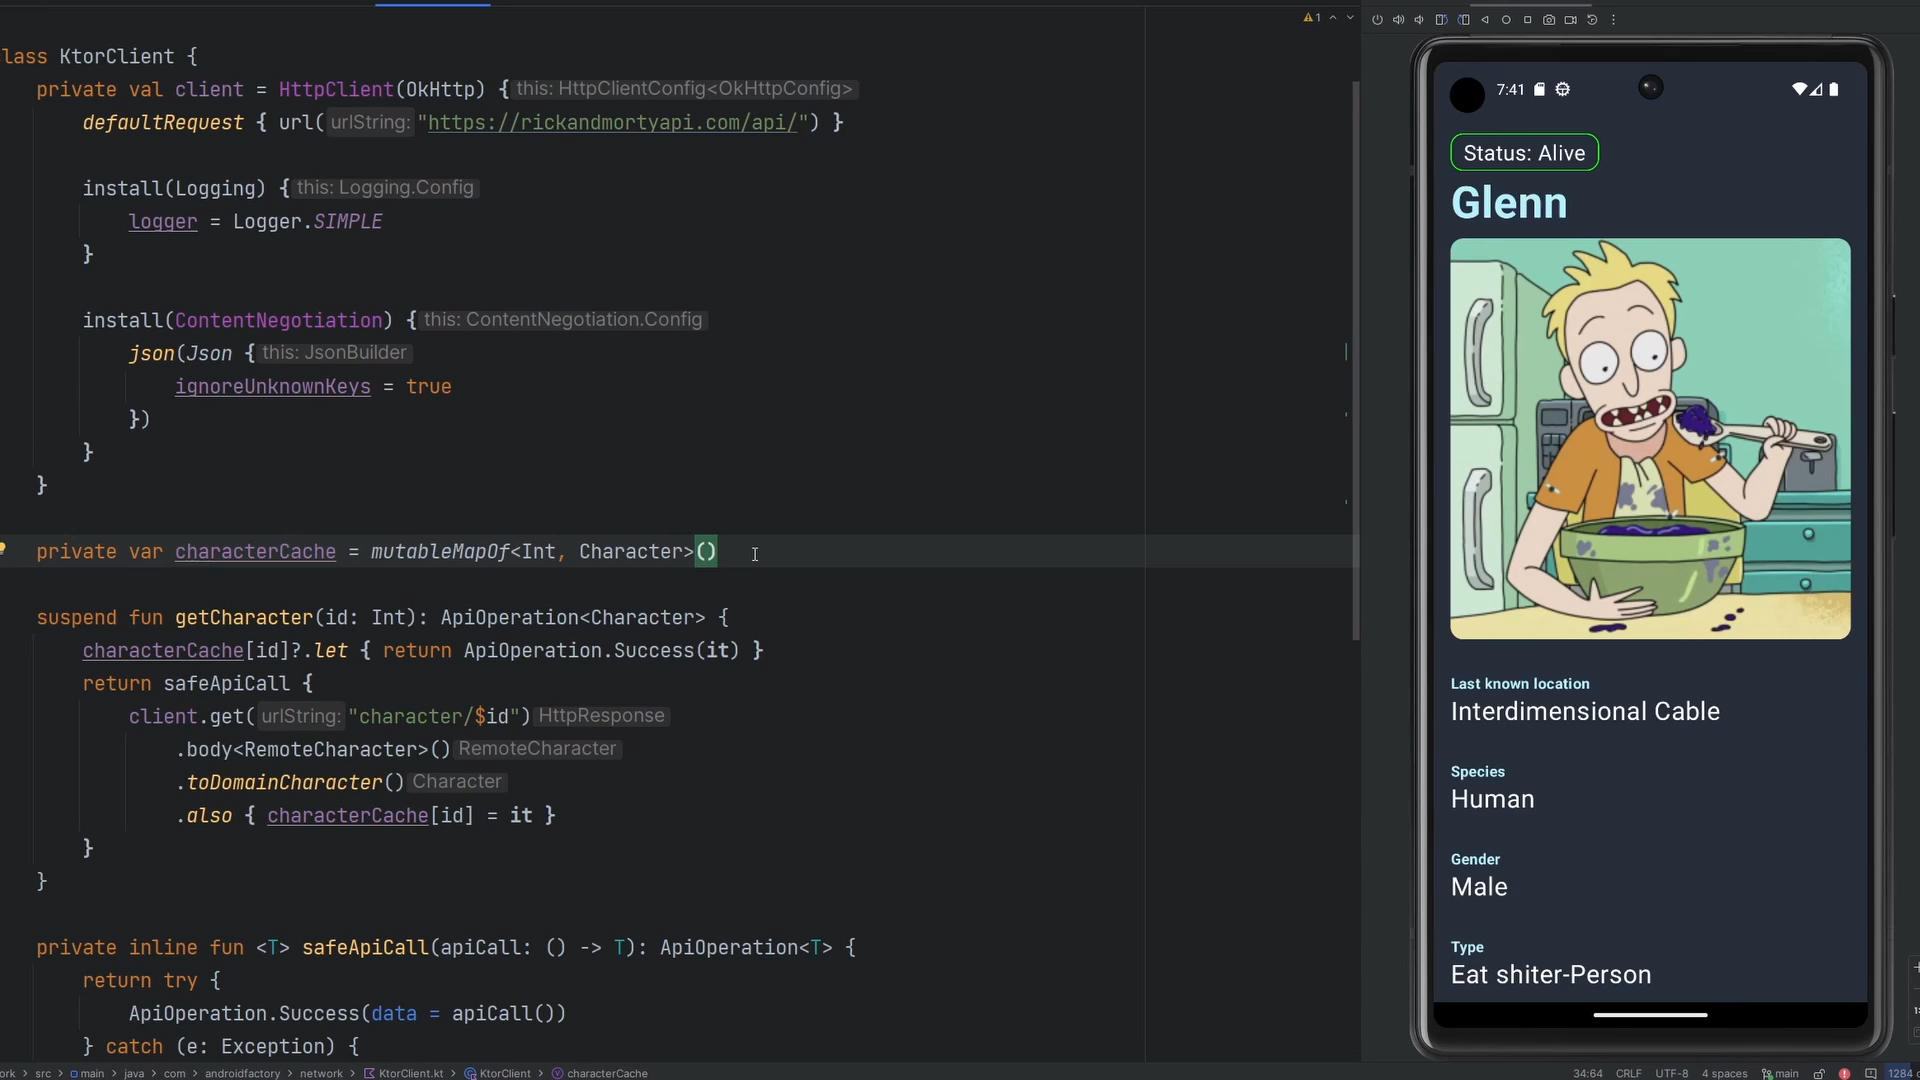 lass KtorClient {
private val client = HttpClient(OkHttp) { this: HttpClientConfig<OkHttpConfig>
defaultRequest { url( urlString: "https://rickandmortyapi.com/api/") }
install(Logging) { this: Logging.Config
logger = Logger.SIMPLE
}
install(ContentNegotiation) { this: ContentNegotiation.Config
json(Json { this: JsonBuilder
ignoreUnknownKeys = true
})
}
}
private var characterCache = mutableMapOf<Int, Character>()
suspend fun getCharacter(id: Int): ApiOperation<Character> {
characterCache[id]?.let { return ApiOperation.Success(it) }
return safeApiCall {
client.get( urlString: "character/$id") HttpResponse
.body<RemoteCharacter>() RemoteCharacter
.toDomainCharacter() Character
.also { characterCache[id] = it }
}
}
private inline fun <T> safeApiCall(apiCall: () -> T): ApiOperation<T> {
return try {
ApiOperation.Success(data = apiCall())
} catch (e: Exception) {
1
7:41
Status: Alive
Glenn
Last known location
Interdimensional Cable
Species
Human
Gender
Male
Type
Eat shiter-Person
ork > src > main > java > com > androidfactory > network > KtorClient.kt > KtorClient > characterCache
34:64 CRLF UTF-8 4 spaces main 1284